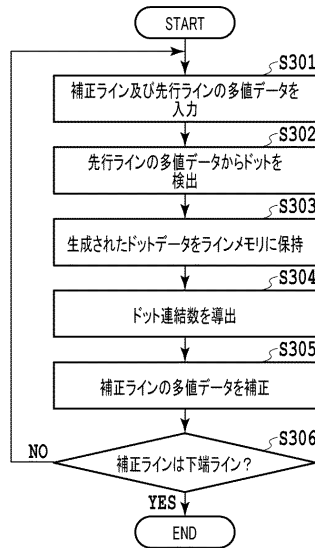 START
S301
補正ライン及び先行ラインの多値データを
入力
S302
先行ラインの多値データからドットを
検出
S303
生成されたドットデータをラインメモリに保持
S304
ドット連結数を導出
S305
補正ラインの多値データを補正
S306
補正ラインは下端ライン?
NO
YES
END